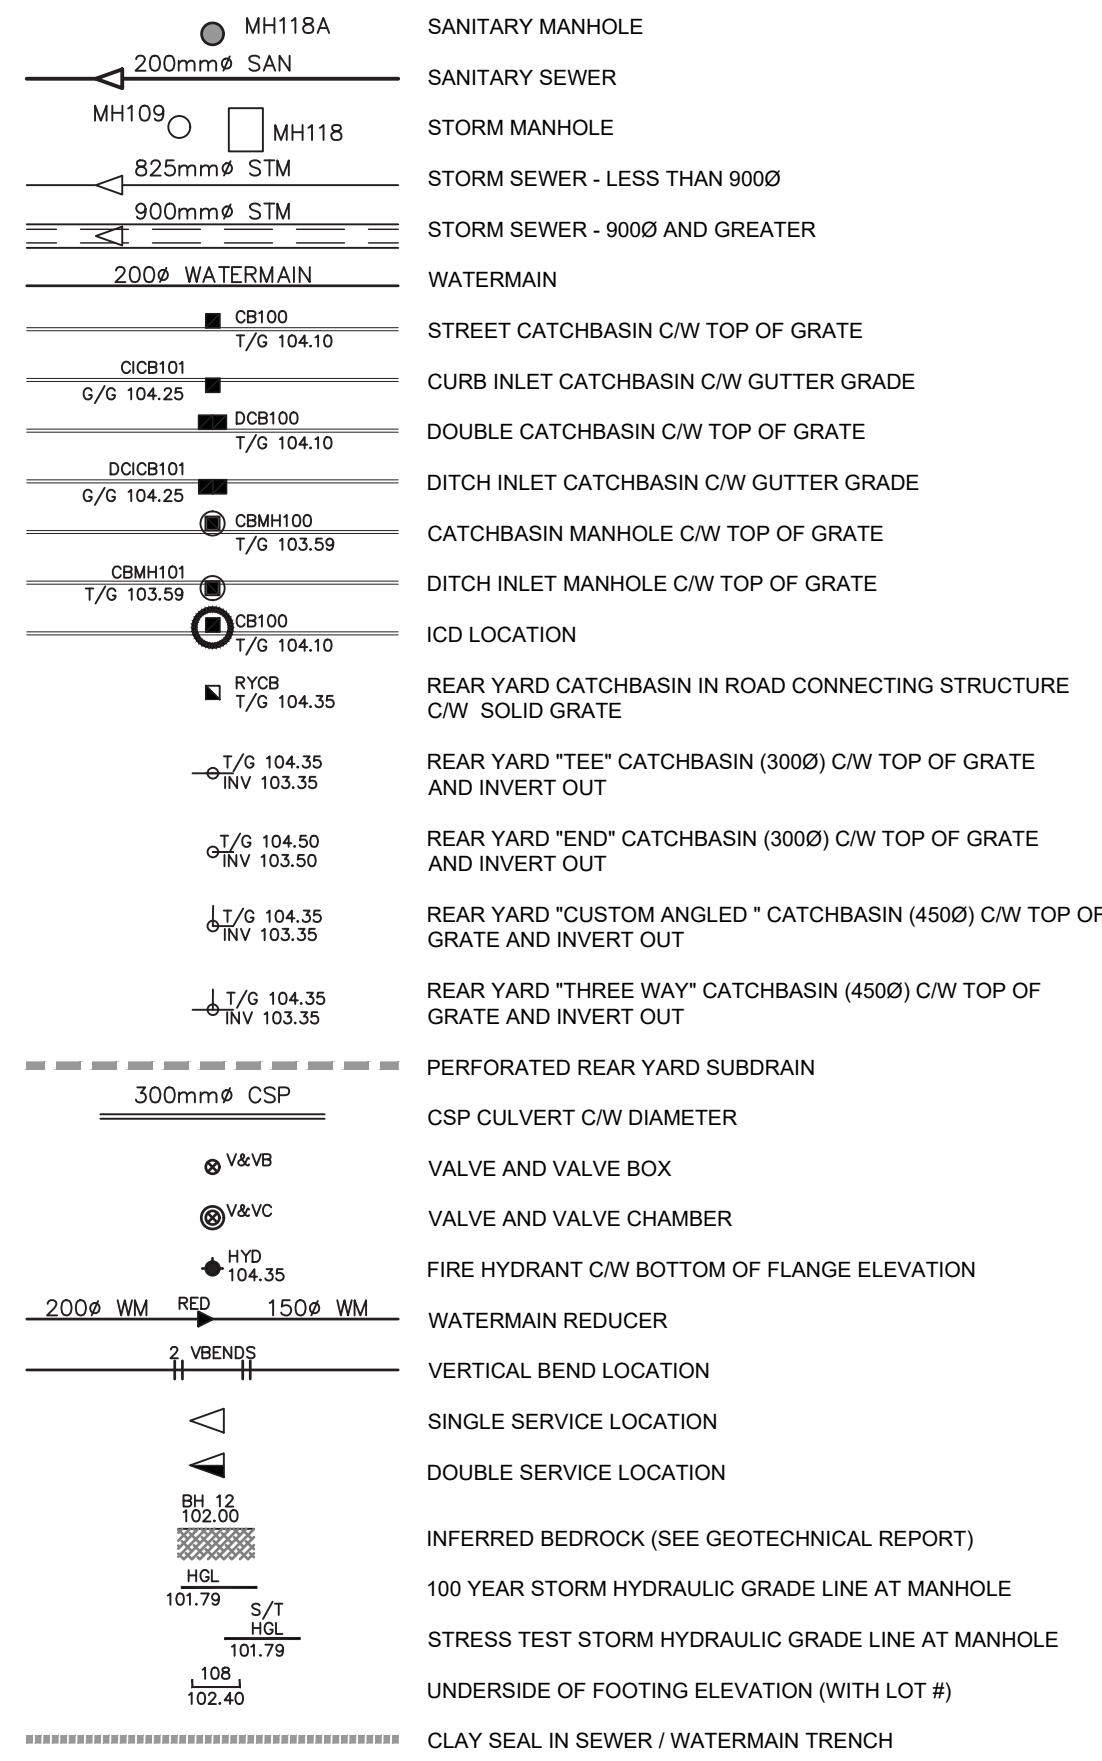 MH118A SANITARY MANHOLE
200mmø SAN SANITARY SEWER
MH109 MH118 STORM MANHOLE
825mmø STM STORM SEWER - LESS THAN 900Ø
900mmø STM STORM SEWER - 900Ø AND GREATER
200ø WATERMAIN WATERMAIN
CB100
T/G 104.10
STREET CATCHBASIN C/W TOP OF GRATE
CICB101
G/G 104.25
CURB INLET CATCHBASIN C/W GUTTER GRADE
DCB100
T/G 104.10
DOUBLE CATCHBASIN C/W TOP OF GRATE
DCICB101
G/G 104.25
DITCH INLET CATCHBASIN C/W GUTTER GRADE
CBMH100
T/G 103.59
CATCHBASIN MANHOLE C/W TOP OF GRATE
CBMH101
T/G 103.59
DITCH INLET MANHOLE C/W TOP OF GRATE
CB100
T/G 104.10
ICD LOCATION
RYCB
T/G 104.35
REAR YARD CATCHBASIN IN ROAD CONNECTING STRUCTURE
C/W SOLID GRATE
T/G 104.35
INV 103.35
REAR YARD "TEE" CATCHBASIN (300Ø) C/W TOP OF GRATE
AND INVERT OUT
T/G 104.50
INV 103.50
REAR YARD "END" CATCHBASIN (300Ø) C/W TOP OF GRATE
AND INVERT OUT
T/G 104.35
INV 103.35
REAR YARD "CUSTOM ANGLED " CATCHBASIN (450Ø) C/W TOP OF
GRATE AND INVERT OUT
T/G 104.35
INV 103.35
REAR YARD "THREE WAY" CATCHBASIN (450Ø) C/W TOP OF
GRATE AND INVERT OUT
PERFORATED REAR YARD SUBDRAIN
300mmø CSP
CSP CULVERT C/W DIAMETER
V&VB VALVE AND VALVE BOX
V&VC VALVE AND VALVE CHAMBER
HYD
104.35
FIRE HYDRANT C/W BOTTOM OF FLANGE ELEVATION
200ø WM RED 150ø WM WATERMAIN REDUCER
2 VBENDS VERTICAL BEND LOCATION
SINGLE SERVICE LOCATION
DOUBLE SERVICE LOCATION
BH 12
102.00
INFERRED BEDROCK (SEE GEOTECHNICAL REPORT)
HGL
101.79
100 YEAR STORM HYDRAULIC GRADE LINE AT MANHOLE
S/T
HGL
101.79
STRESS TEST STORM HYDRAULIC GRADE LINE AT MANHOLE
108
102.40
UNDERSIDE OF FOOTING ELEVATION (WITH LOT #)
CLAY SEAL IN SEWER / WATERMAIN TRENCH